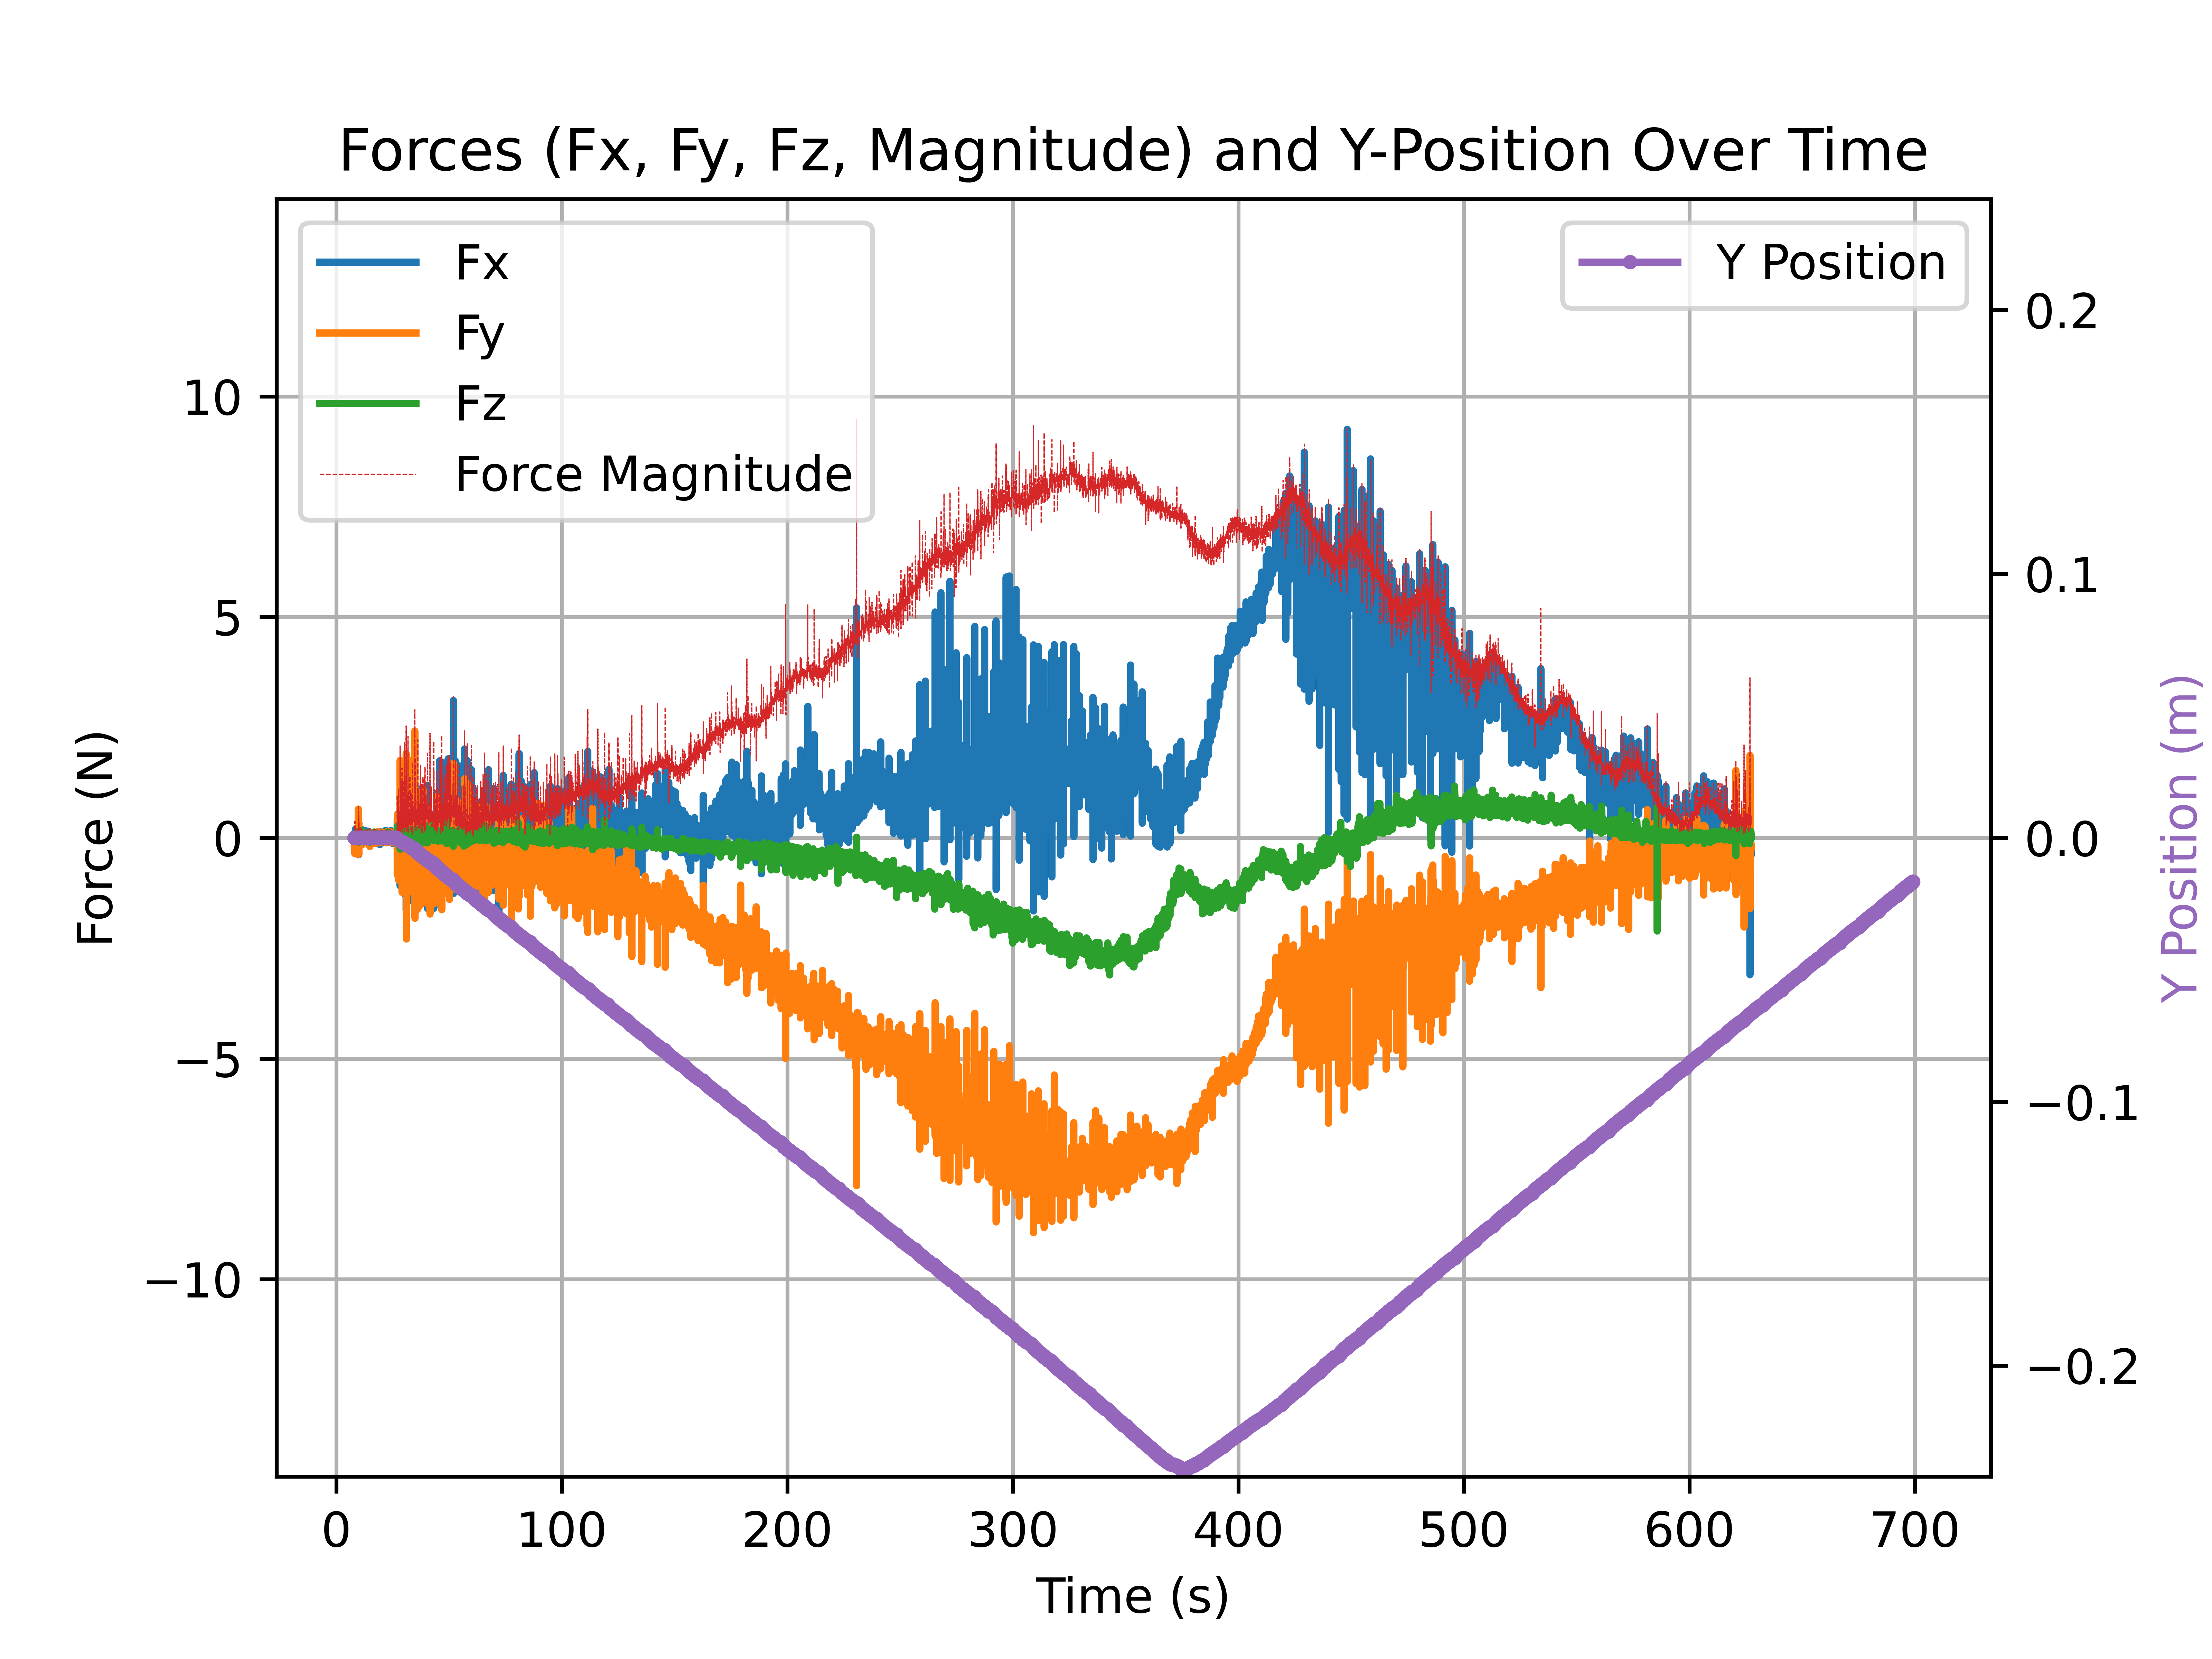 Forces (Fx, Fy, Fz, Magnitude) and Y-Position Over Time
Fx
Fy
Fz
Force Magnitude
Y Position
10
5
0
−5
−10
Force (N)
0.2
0.1
0.0
−0.1
−0.2
Y Position (m)
0 100 200 300 400 500 600 700
Time (s)